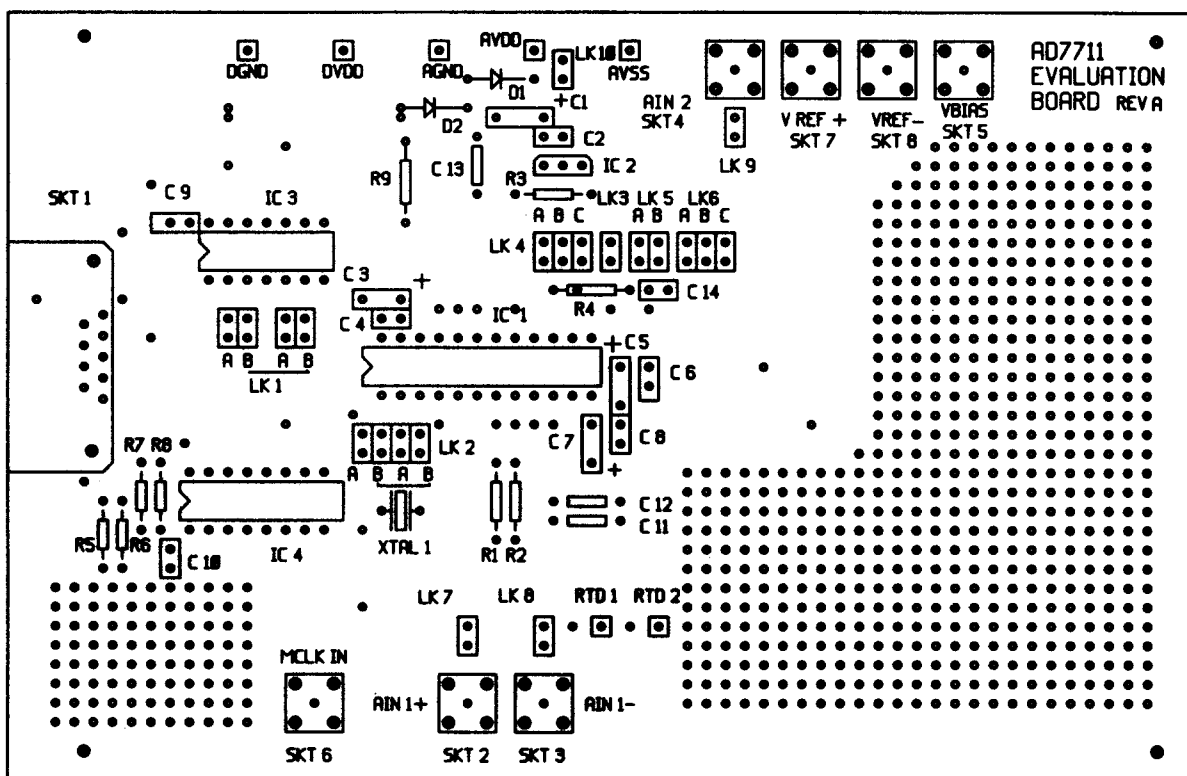 DGND DVDD AGND AVDD LK10 AVSS
D1
+ C1
D2
C2
AIN 2
SKT 4
LK 9
V REF +
SKT 7
VREF-
SKT 8
VBIAS
SKT 5
AD7711
EVALUATION
BOARD REV A
SKT 1
C 9
IC 3
R9
C 13
R3
IC 2
LK3 LK 5 LK6
A B C A B A B C
LK 4
C 3 +
C 4
IC 1
R4
C 14
A B A B
LK 1
+ C 5
C 6
C 7
+
C 8
LK 2
A B A B
XTAL 1
R7 R8
R5 R6
C 10
IC 4
R1 R2
C 12
C 11
LK 7 LK 8 RTD 1 RTD 2
MCLK IN
SKT 6
AIN 1+
SKT 2
SKT 3
AIN 1-